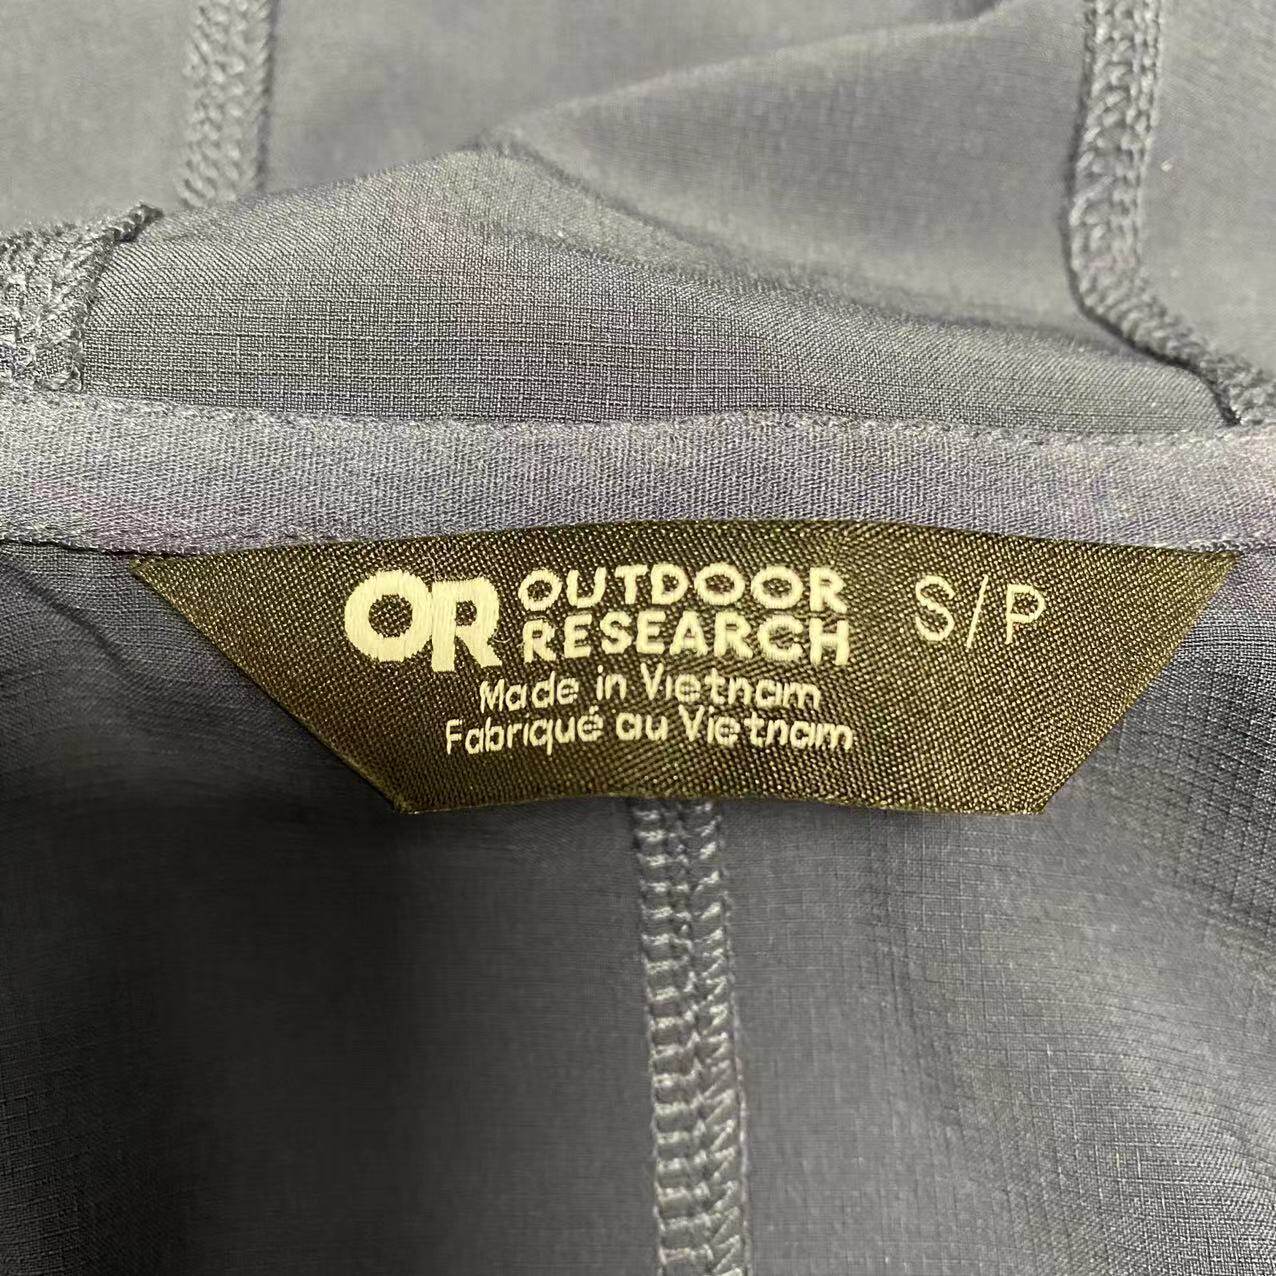 OR OUTDOOR RESEARCH S/P
Made in Vietnam
Fabriqué au Vietnam